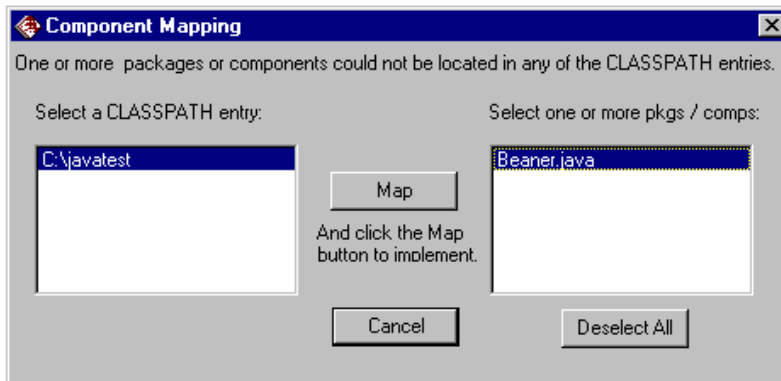 Component Mapping
One or more packages or components could not be located in any of the CLASSPATH entries.
Select a CLASSPATH entry:
Select one or more pkgs / comps:
C:\javatest
Beaner.java
Map
And click the Map
button to implement.
Cancel
Deselect All